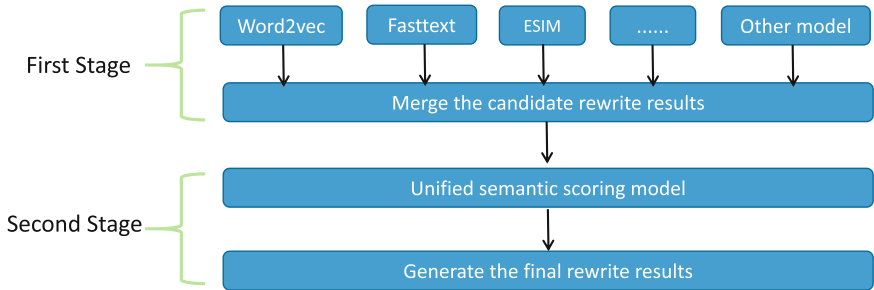 Word2vec
Fasttext
ESIM
......
Other model
First Stage
Merge the candidate rewrite results
Unified semantic scoring model
Second Stage
Generate the final rewrite results